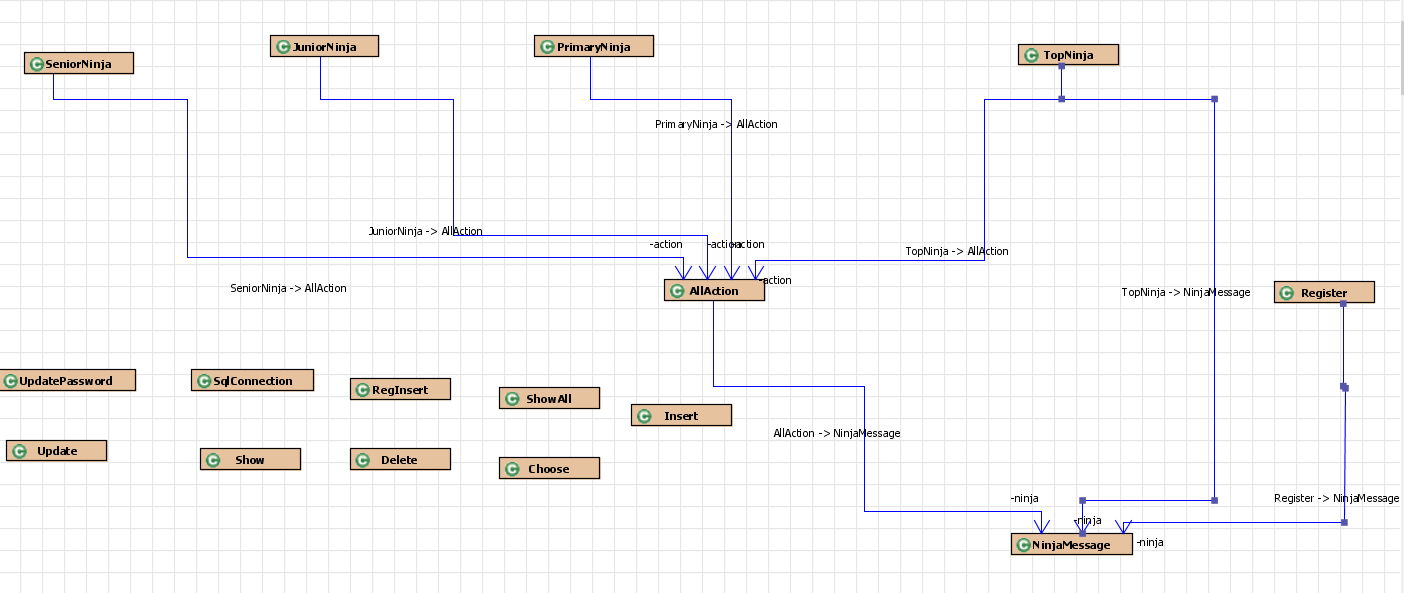 JuniorNinja
PrimaryNinja
TopNinja
SeniorNinja
PrimaryNinja -> AllAction
JuniorNinja -> AllAction
-action
-action
-action
TopNinja -> AllAction
-action
SeniorNinja -> AllAction
AllAction
TopNinja -> NinjaMessage
Register
UpdatePassword
SqlConnection
RegInsert
ShowAll
Insert
AllAction -> NinjaMessage
Update
Show
Delete
Choose
-ninja
Register -> NinjaMessage
-ninja
NinjaMessage
-ninja